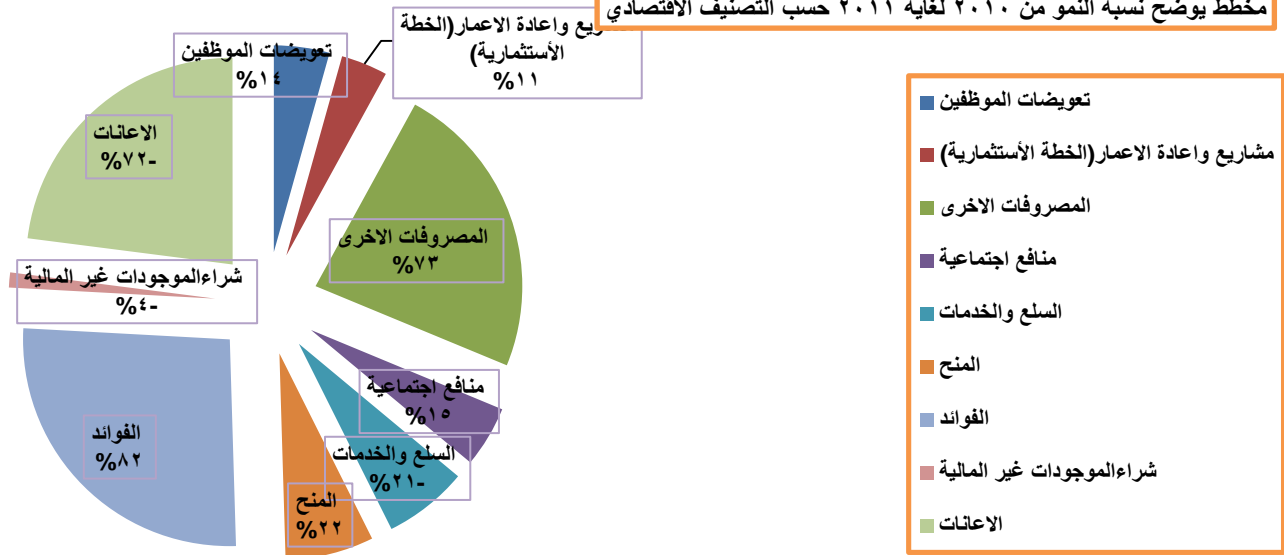 مخطط يوضح نسبة النمو من ٢٠١٠ لغاية ٢٠١١ حسب التصنيف الاقتصادي
تعويضات الموظفين
%١٤
واعادة الاعمار(الخطة
الأستثمارية)
%١١
المصروفات الاخرى
%٧٣
منافع اجتماعية
%١٥
السلع والخدمات
%٢١-
المنح
%٢٢
الفوائد
%٨٢
شراءالموجودات غير المالية
%٤-
الاعانات
%٧٢-
تعويضات الموظفين
مشاريع واعادة الاعمار(الخطة الأستثمارية)
المصروفات الاخرى
منافع اجتماعية
السلع والخدمات
المنح
الفوائد
شراءالموجودات غير المالية
الاعانات